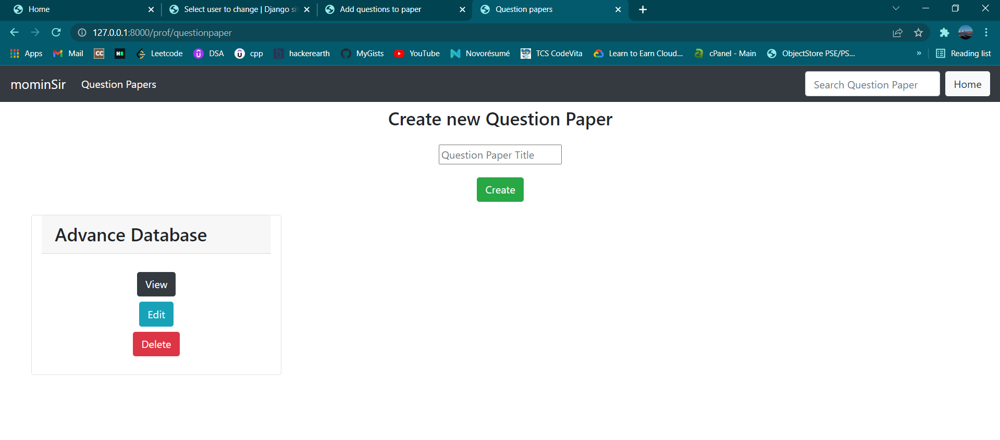 Home
Select user to change | Django si
Add questions to paper
Question papers
127.0.0.1:8000/prof/questionpaper
Apps Mail CC H Leetcode DSA cpp h hackerearth MyGists YouTube Novorésumé TCS CodeVita Learn to Earn Cloud... cPanel - Main ObjectStore PSE/PS... » Reading list
mominSir Question Papers Search Question Paper Home
Create new Question Paper
Question Paper Title
Create
Advance Database
View
Edit
Delete